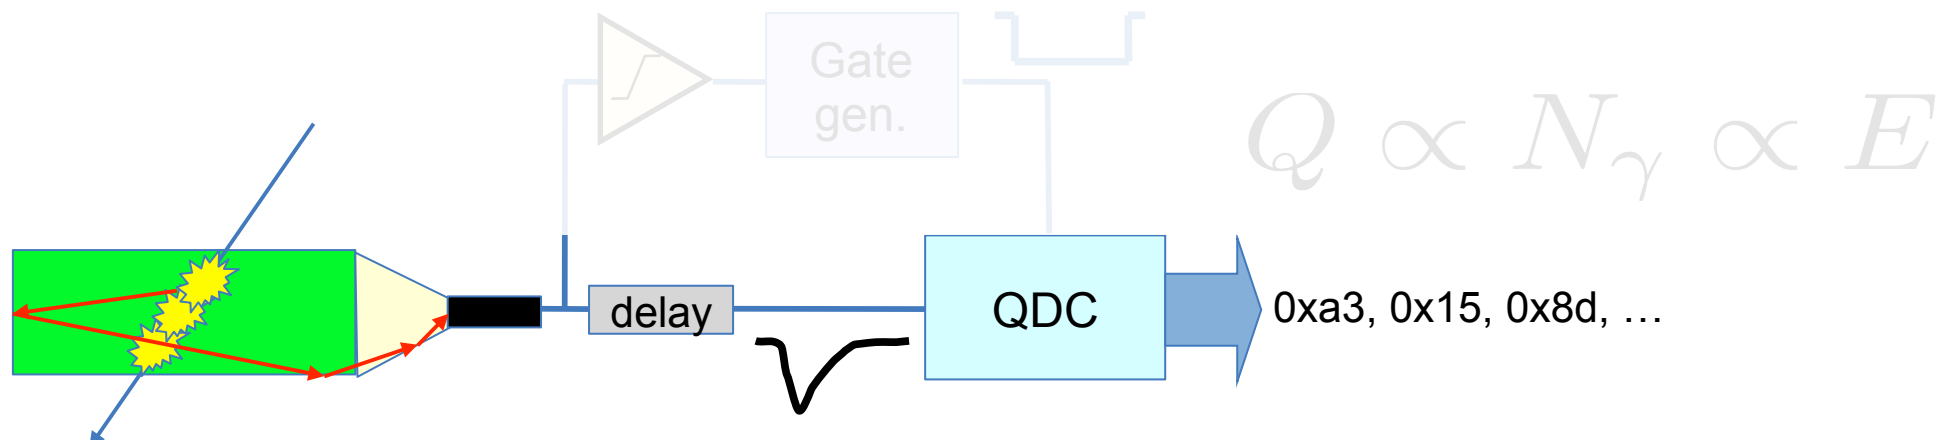 Gate
gen.
Q ∝ N_γ ∝ E
delay
QDC
0xa3, 0x15, 0x8d, …